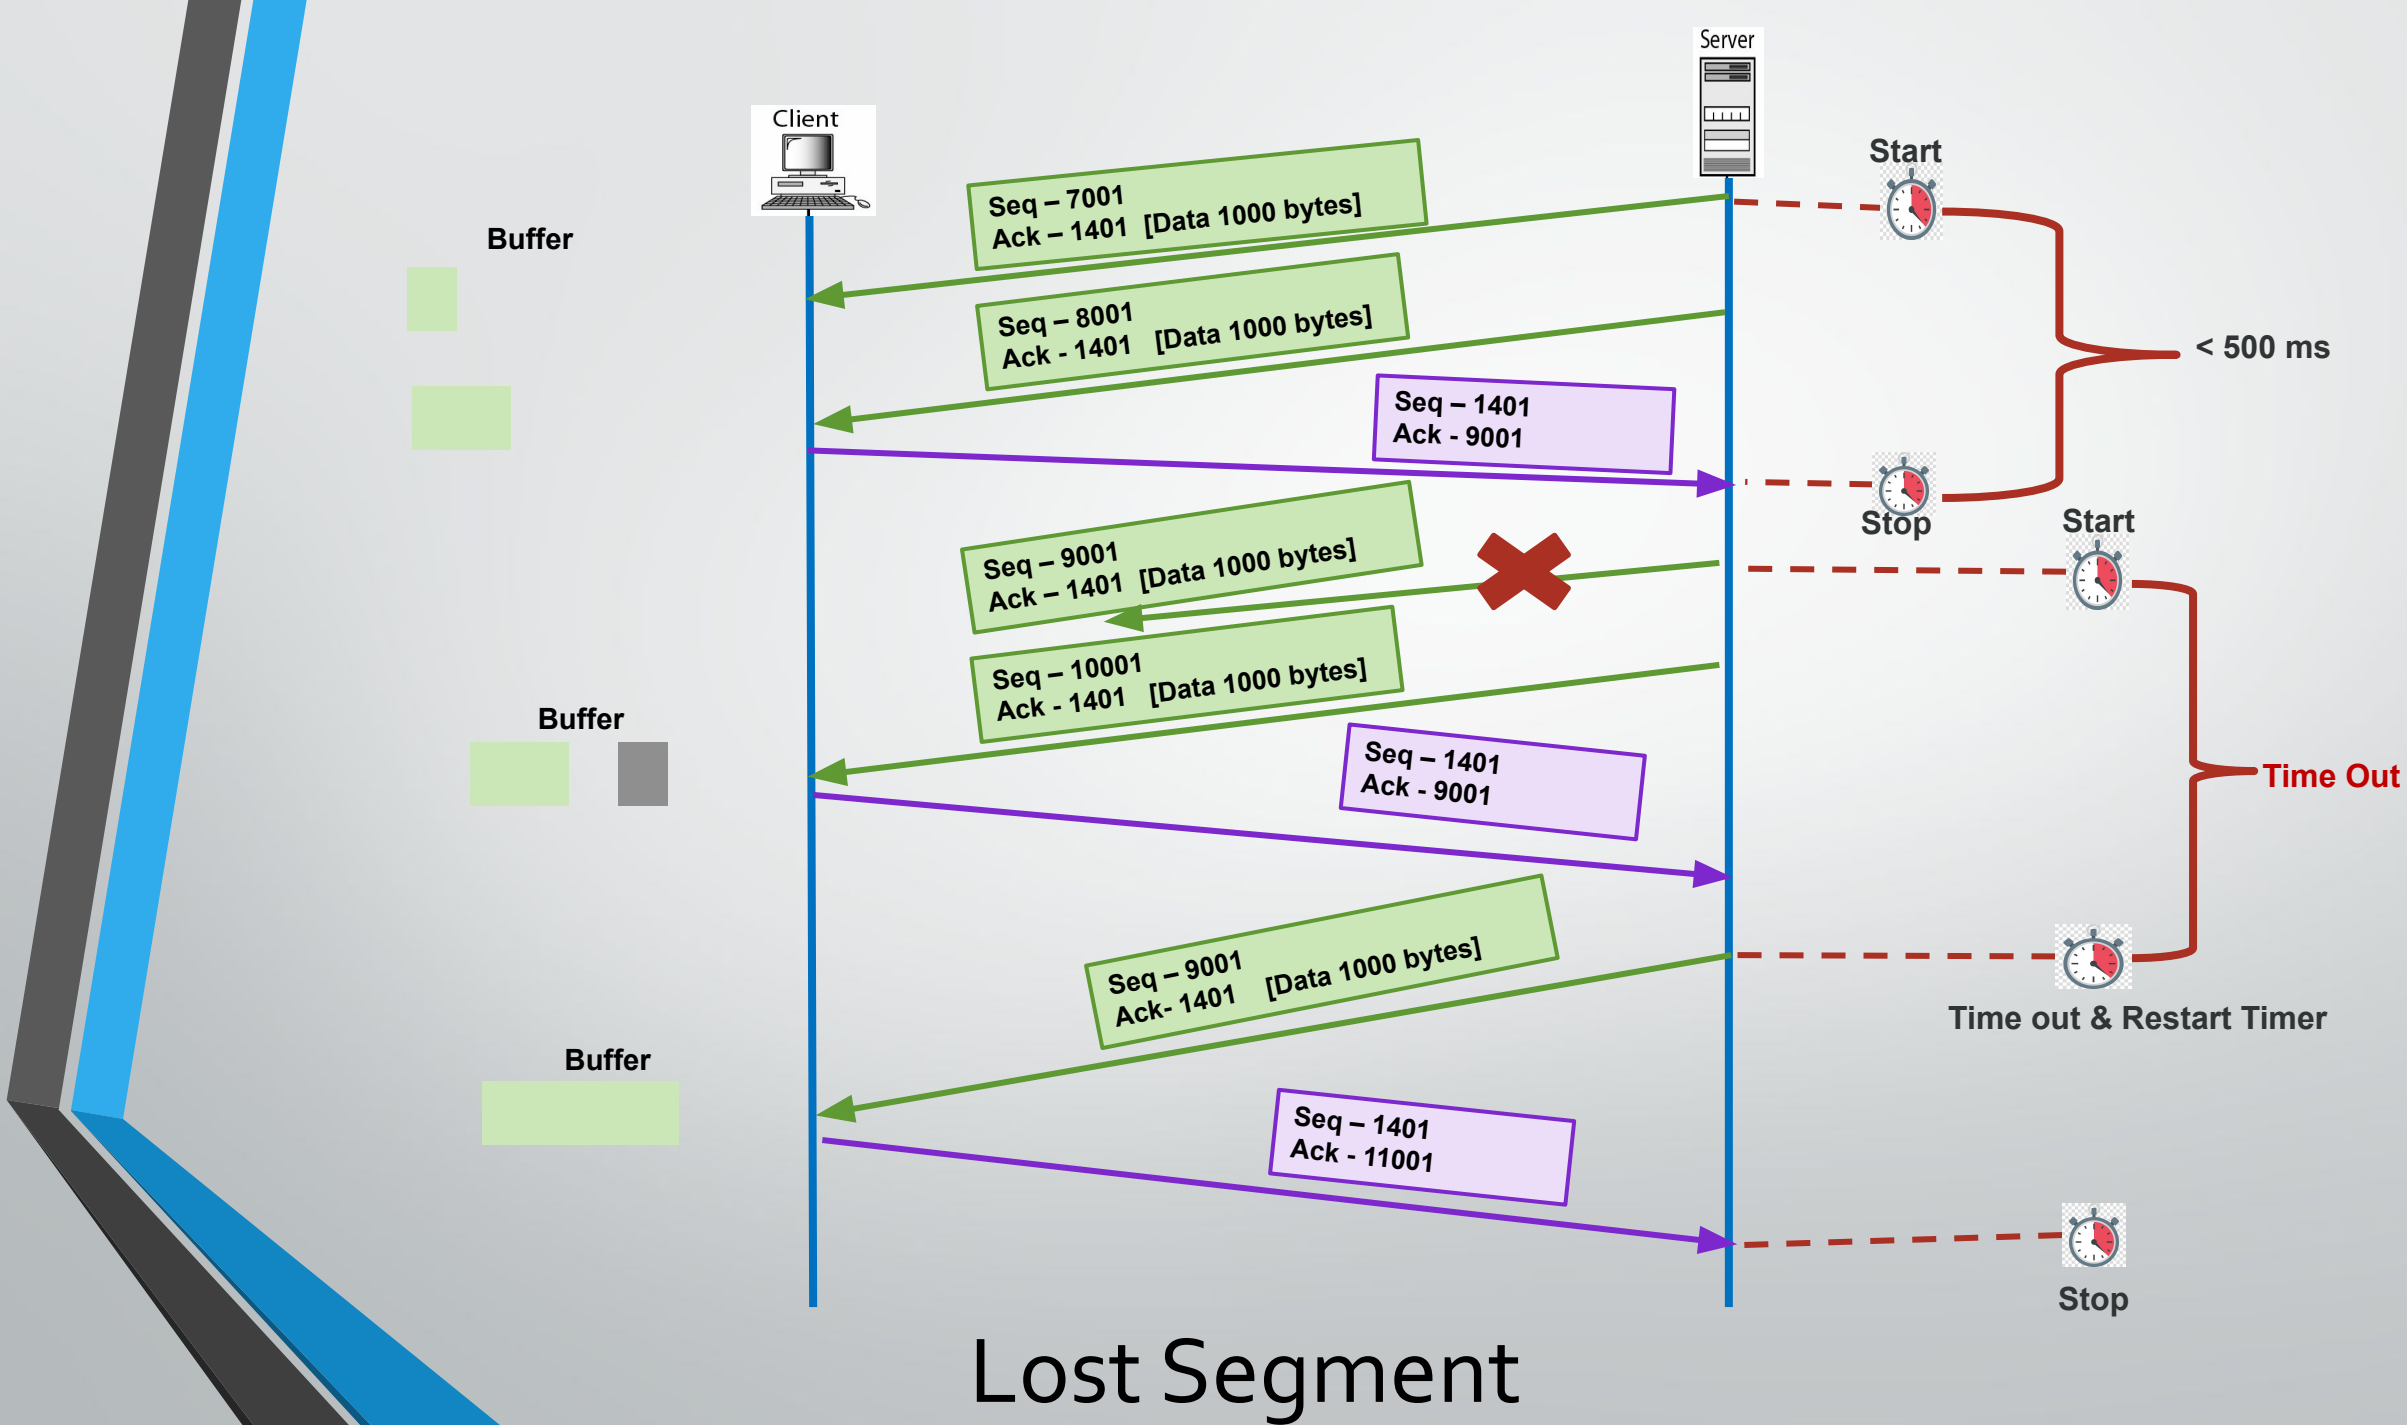 Server
Client
Start
Seq – 7001
Ack – 1401 [Data 1000 bytes]
Buffer
Seq – 8001
Ack - 1401 [Data 1000 bytes]
< 500 ms
Seq – 1401
Ack - 9001
Stop
Start
Seq – 9001
Ack – 1401 [Data 1000 bytes]
Seq – 10001
Ack - 1401 [Data 1000 bytes]
Buffer
Seq – 1401
Ack - 9001
Time Out
Seq – 9001
Ack- 1401 [Data 1000 bytes]
Time out & Restart Timer
Buffer
Seq – 1401
Ack - 11001
Stop
Lost Segment